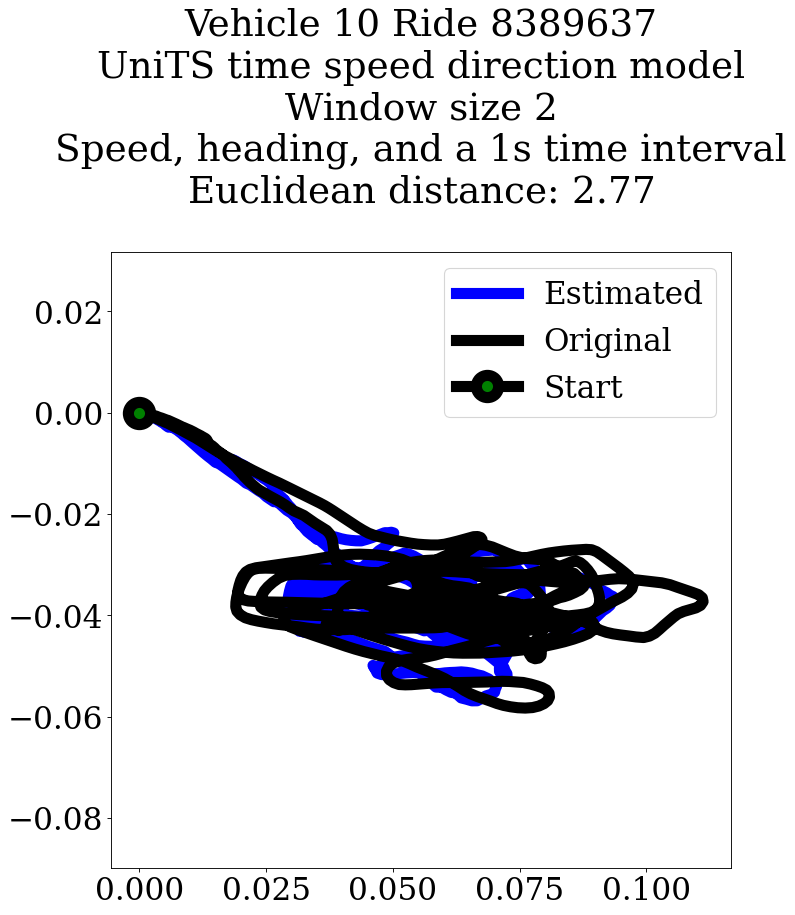 Vehicle 10 Ride 8389637
UniTS time speed direction model
Window size 2
Speed, heading, and a 1s time interval
Euclidean distance: 2.77
Estimated
Original
Start
0.02
0.00
−0.02
−0.04
−0.06
−0.08
0.000 0.025 0.050 0.075 0.100